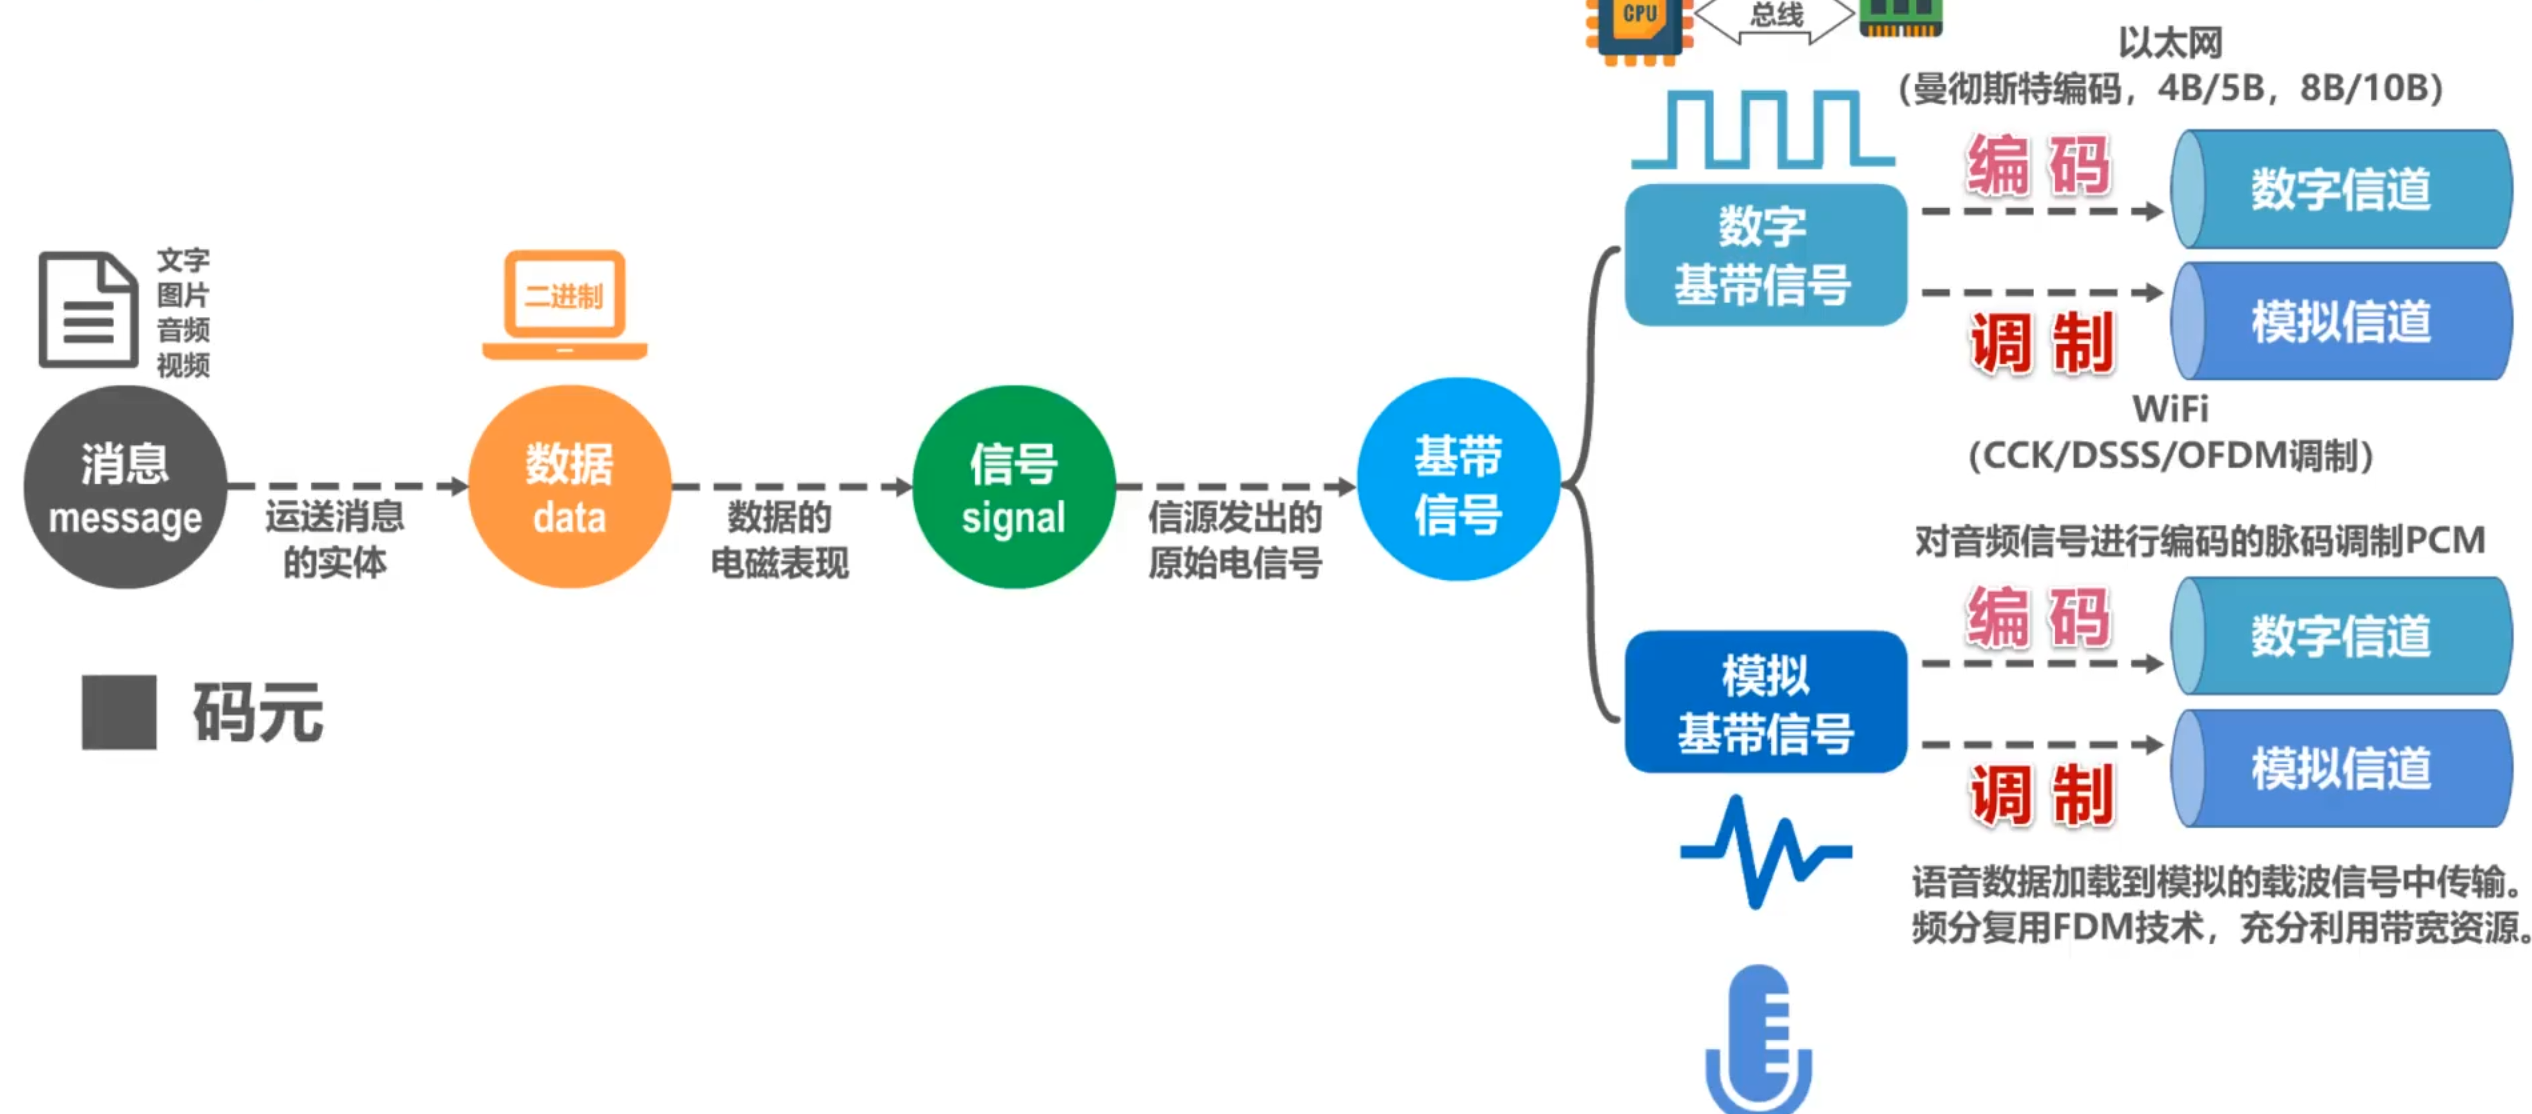 CPU
总线
以太网
(曼彻斯特编码，4B/5B，8B/10B)
编 码
数字信道
数字
基带信号
调 制
模拟信道
WiFi
(CCK/DSSS/OFDM调制)
文字
图片
音频
视频
二进制
消息
message
运送消息
的实体
数据
data
数据的
电磁表现
信号
signal
信源发出的
原始电信号
基带
信号
码元
对音频信号进行编码的脉码调制PCM
编 码
数字信道
模拟
基带信号
调 制
模拟信道
语音数据加载到模拟的载波信号中传输。
频分复用FDM技术，充分利用带宽资源。